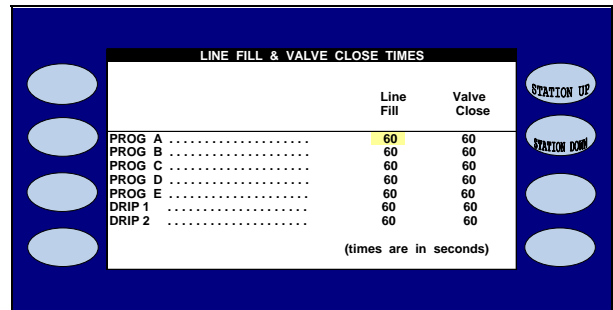 LINE FILL & VALVE CLOSE TIMES
STATION UP
Line Fill
Valve Close
STATION DOWN
PROG A .................... 60 60
PROG B .................... 60 60
PROG C .................... 60 60
PROG D .................... 60 60
PROG E .................... 60 60
DRIP 1 .................... 60 60
DRIP 2 .................... 60 60
(times are in seconds)